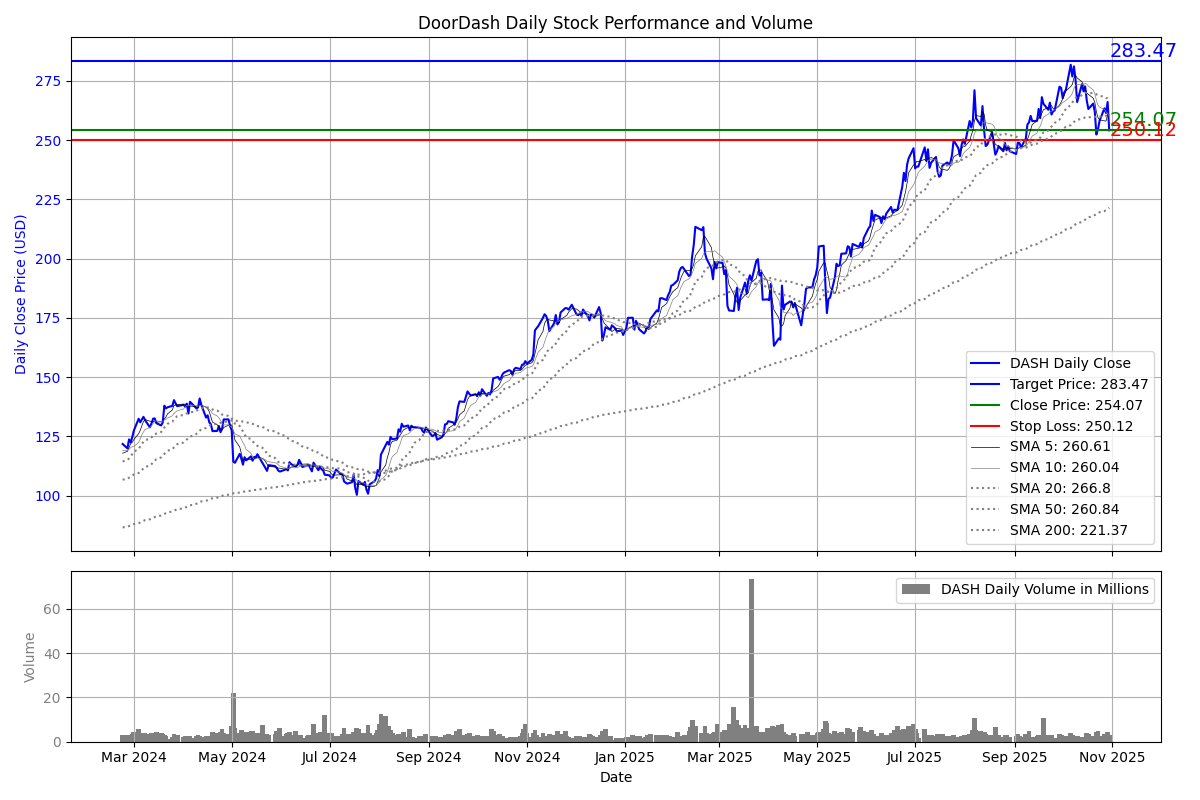 DoorDash Daily Stock Performance and Volume
283.47
254.07
250.12
275
250
225
200
175
150
125
100
Daily Close Price (USD)
DASH Daily Close
Target Price: 283.47
Close Price: 254.07
Stop Loss: 250.12
SMA 5: 260.61
SMA 10: 260.04
SMA 20: 266.8
SMA 50: 260.84
SMA 200: 221.37
DASH Daily Volume in Millions
60
40
20
0
Volume
Mar 2024 May 2024 Jul 2024 Sep 2024 Nov 2024 Jan 2025 Mar 2025 May 2025 Jul 2025 Sep 2025 Nov 2025
Date